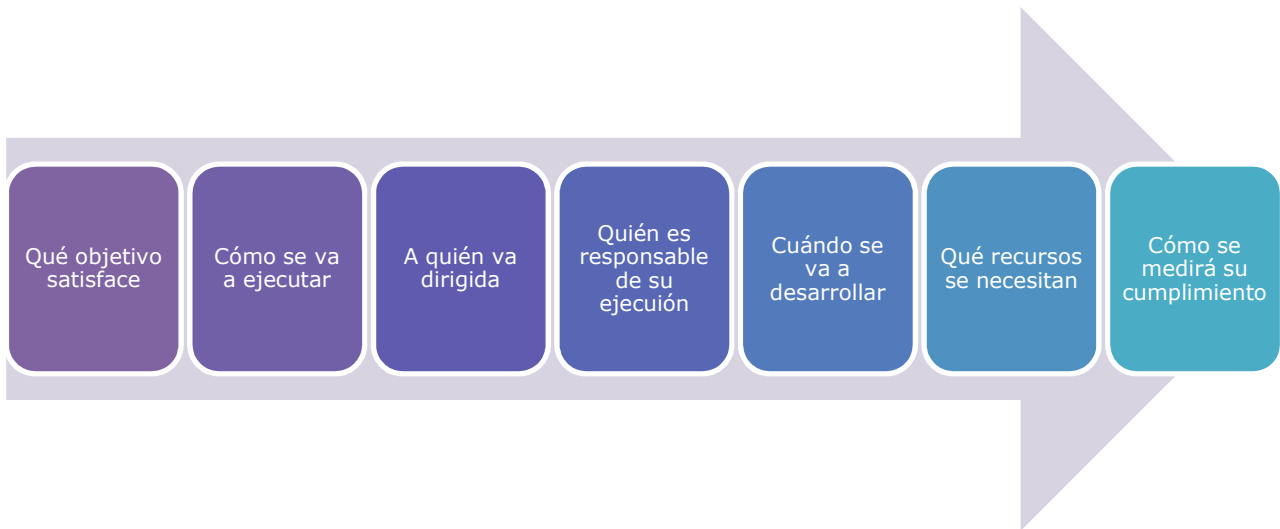 Qué objetivo
satisface
Cómo se va
a ejecutar
A quién va
dirigida
Quién es
responsable
de su
ejecuión
Cuándo se
va a
desarrollar
Qué recursos
se necesitan
Cómo se
medirá su
cumplimiento